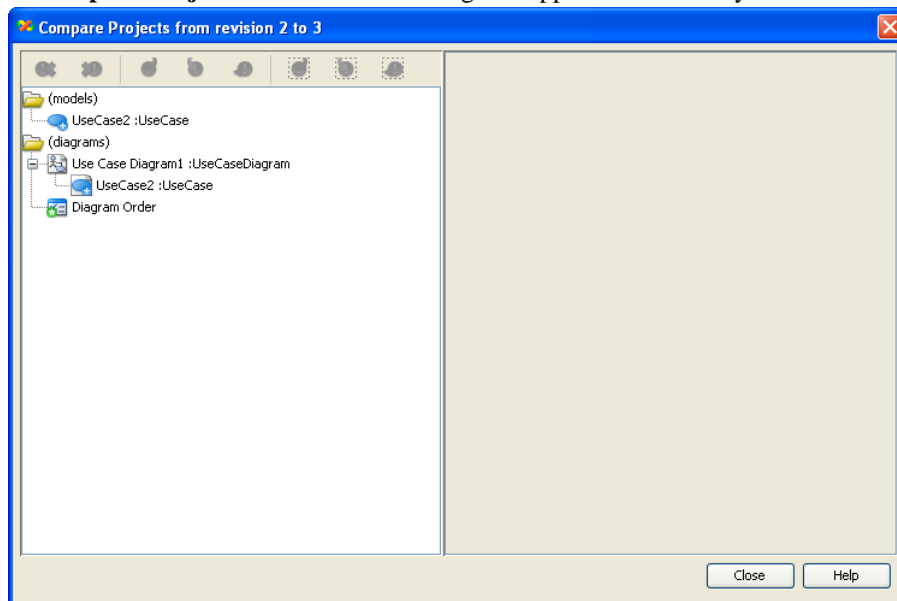 Compare Projects from revision 2 to 3
(models)
UseCase2 :UseCase
(diagrams)
Use Case Diagram1 :UseCaseDiagram
UseCase2 :UseCase
Diagram Order
Close Help